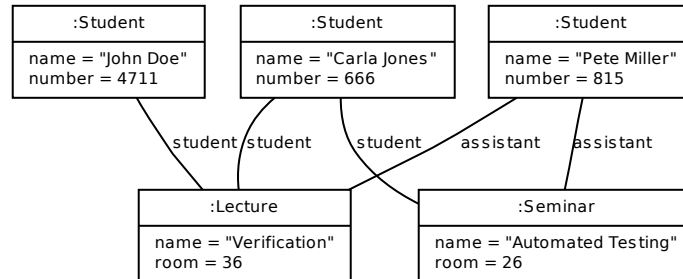 :Student
name = "John Doe"
number = 4711
:Student
name = "Carla Jones"
number = 666
:Student
name = "Pete Miller"
number = 815
student
student
student
assistant
assistant
:Lecture
name = "Verification"
room = 36
:Seminar
name = "Automated Testing"
room = 26